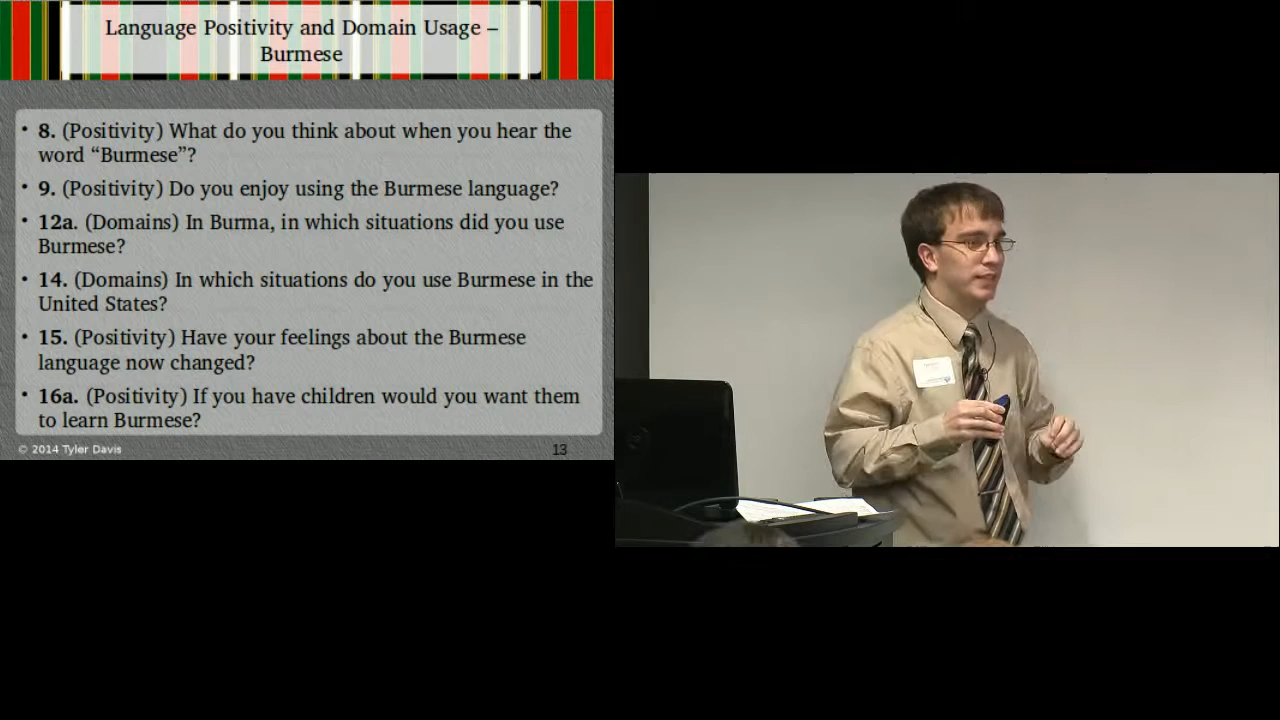 Language Positivity and Domain Usage –
Burmese
• 8. (Positivity) What do you think about when you hear the
word “Burmese”?
• 9. (Positivity) Do you enjoy using the Burmese language?
• 12a. (Domains) In Burma, in which situations did you use
Burmese?
• 14. (Domains) In which situations do you use Burmese in the
United States?
• 15. (Positivity) Have your feelings about the Burmese
language now changed?
• 16a. (Positivity) If you have children would you want them
to learn Burmese?
© 2014 Tyler Davis
13